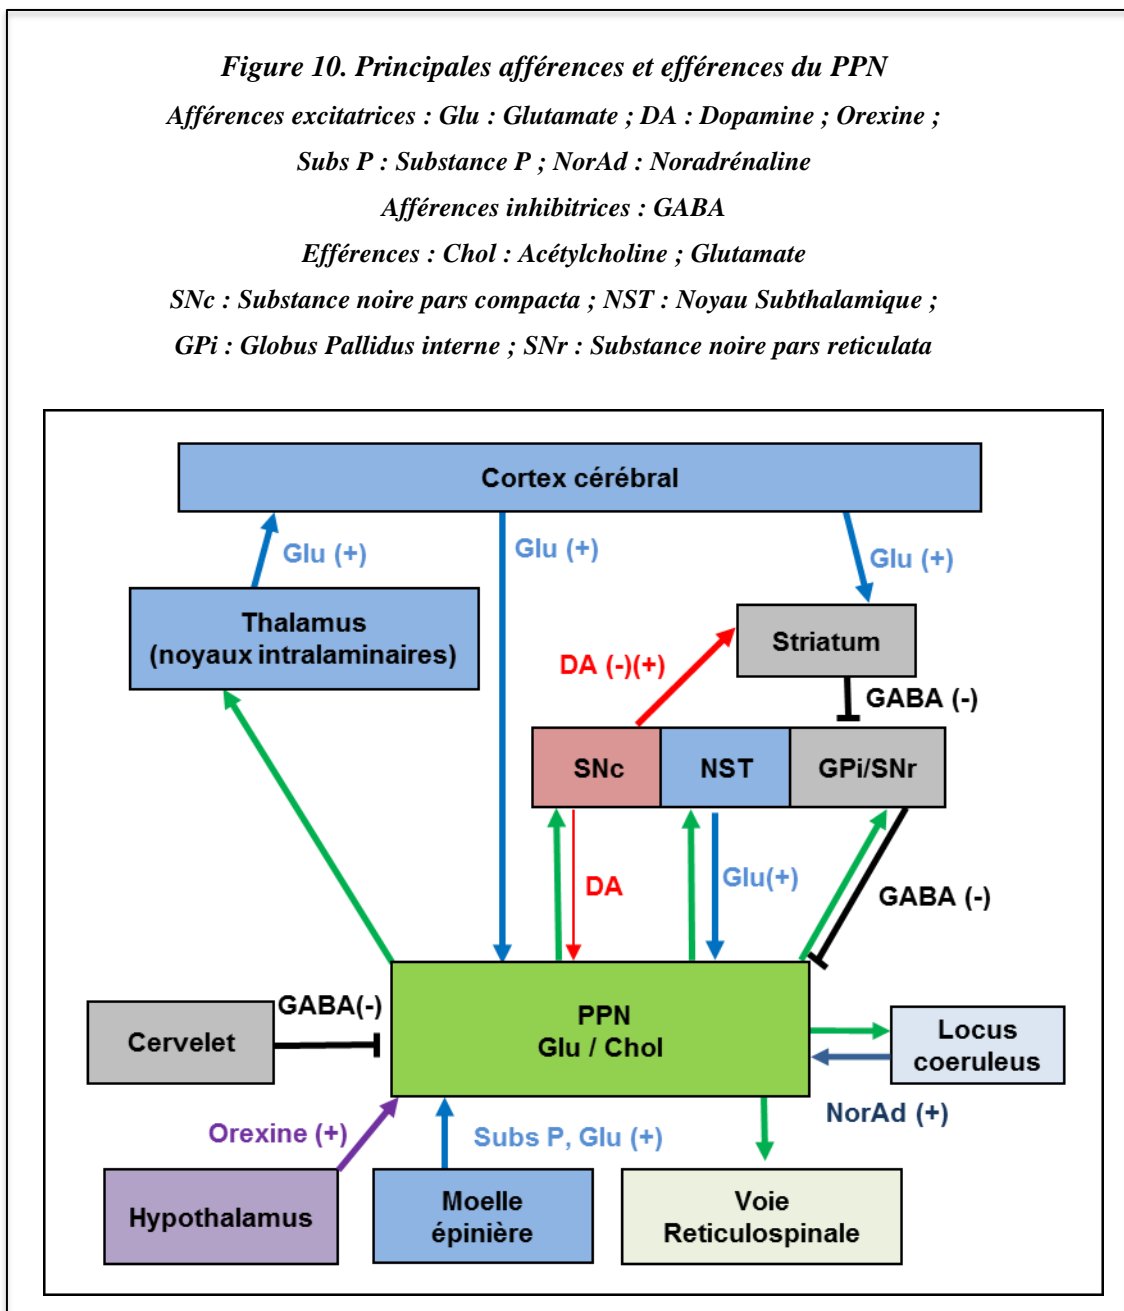 Figure 10. Principales afférences et efférences du PPN
Afférences excitatrices : Glu : Glutamate ; DA : Dopamine ; Orexine ;
Subs P : Substance P ; NorAd : Noradrénaline
Afférences inhibitrices : GABA
Efférences : Chol : Acétylcholine ; Glutamate
SNc : Substance noire pars compacta ; NST : Noyau Subthalamique ;
GPi : Globus Pallidus interne ; SNr : Substance noire pars reticulata
Cortex cérébral
Glu (+)
Glu (+)
Glu (+)
Thalamus
(noyaux intralaminaires)
Striatum
DA (-)(+)
GABA (-)
SNc
NST
GPi/SNr
DA
Glu(+)
GABA (-)
GABA(-)
Cervelet
PPN
Glu / Chol
Locus
coeruleus
NorAd (+)
Orexine (+)
Subs P, Glu (+)
Hypothalamus
Moelle
épinière
Voie
Reticulospinale